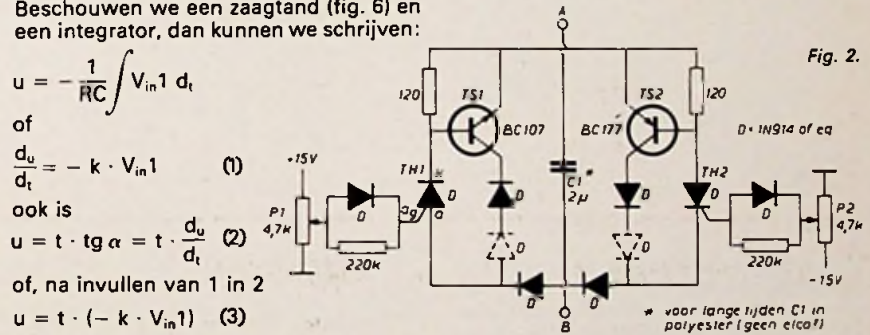 Beschouwen we een zaagtand (fig. 6) en
een integrator, dan kunnen we schrijven:
u = − 1/RC ∫ Vin1 dt
of
du/dt = − k · Vin1 (1)
ook is
u = t · tg α = t · du/dt (2)
of, na invullen van 1 in 2
u = t · (− k · Vin1) (3)
Fig. 2.
A
120
TS1
BC107
TS2
BC177
120
D = 1N914 of eq
+15V
P1
4,7k
D
220k
TH1
ag
a
D
D
D
C1 *
2µ
D
D
TH2
D
D
220k
P2
4,7k
−15V
D
D
B
* voor lange tijden C1 in
polyester (geen elco!)